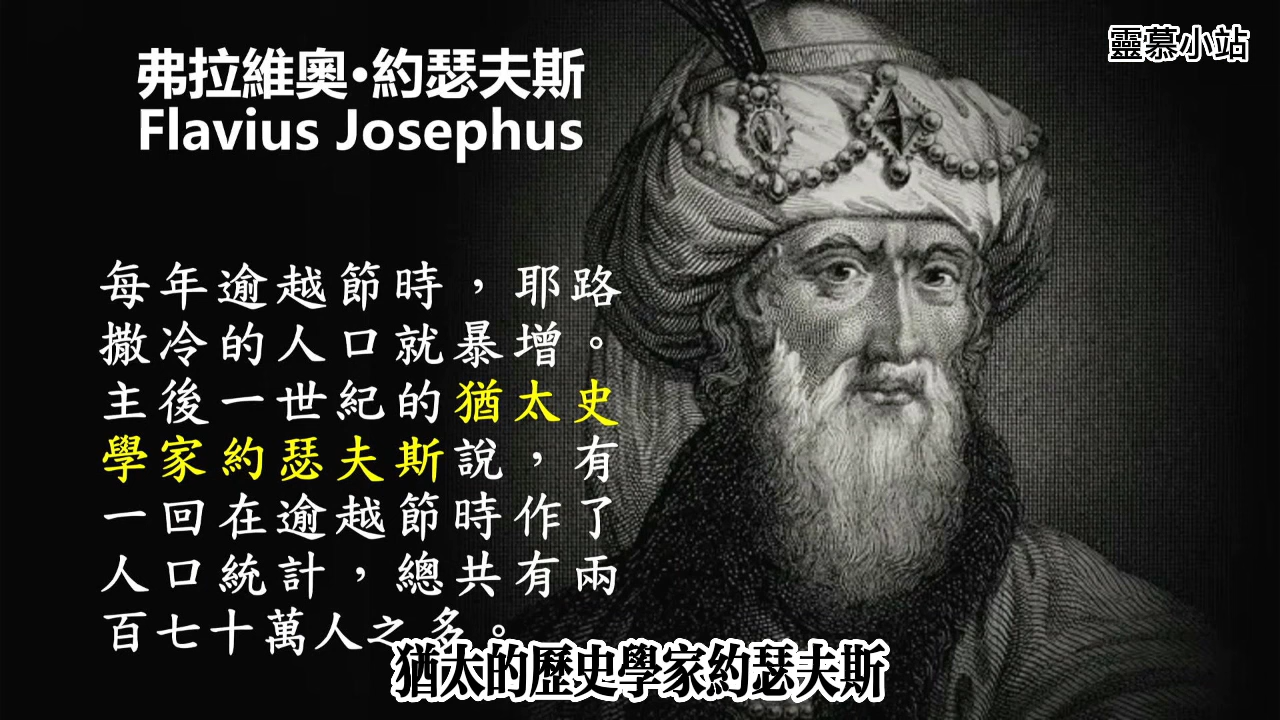 靈慕小站
弗拉維奧•約瑟夫斯
Flavius Josephus
每年逾越節時，耶路
撒冷的人口就暴增。
主後一世紀的猶太史
學家約瑟夫斯說，有
一回在逾越節時作了
人口統計，總共有兩
百七十萬人之多。
猶太的歷史學家約瑟夫斯